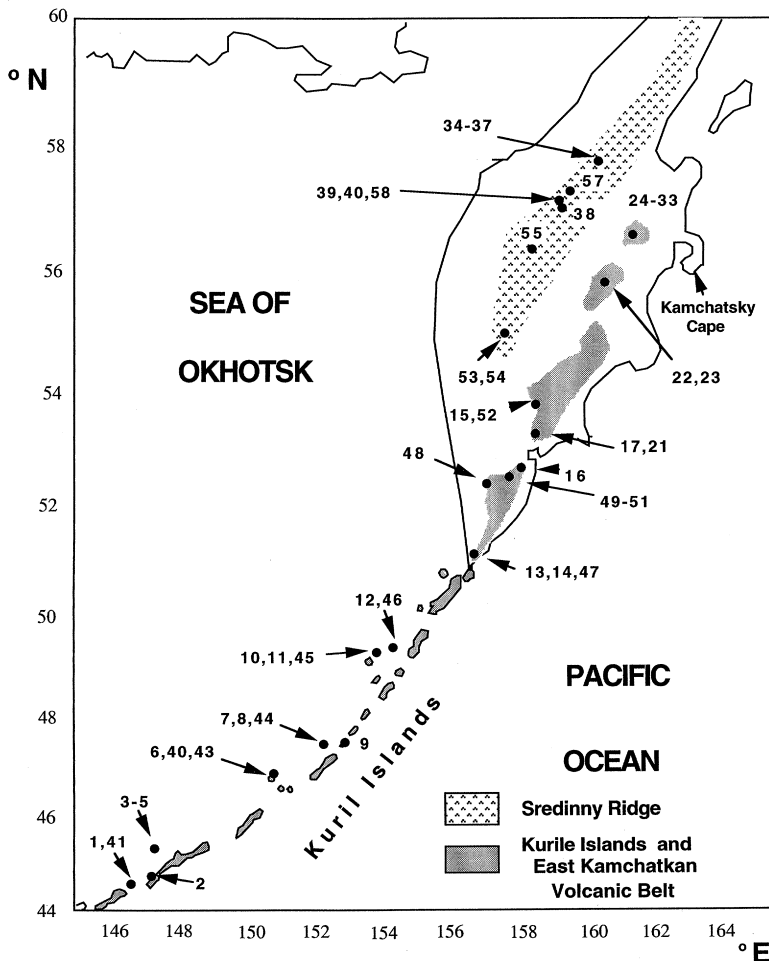 60
° N
58
34-37
57
39,40,58
38
24-33
55
56
SEA OF
OKHOTSK
Kamchatsky
Cape
22,23
53,54
54
15,52
17,21
48
16
49-51
52
13,14,47
50
12,46
10,11,45
PACIFIC
OCEAN
48
7,8,44
9
6,40,43
Kuril Islands
46
3-5
1,41
2
44
Sredinny Ridge
Kurile Islands and
East Kamchatkan
Volcanic Belt
146 148 150 152 154 156 158 160 162 164
° E